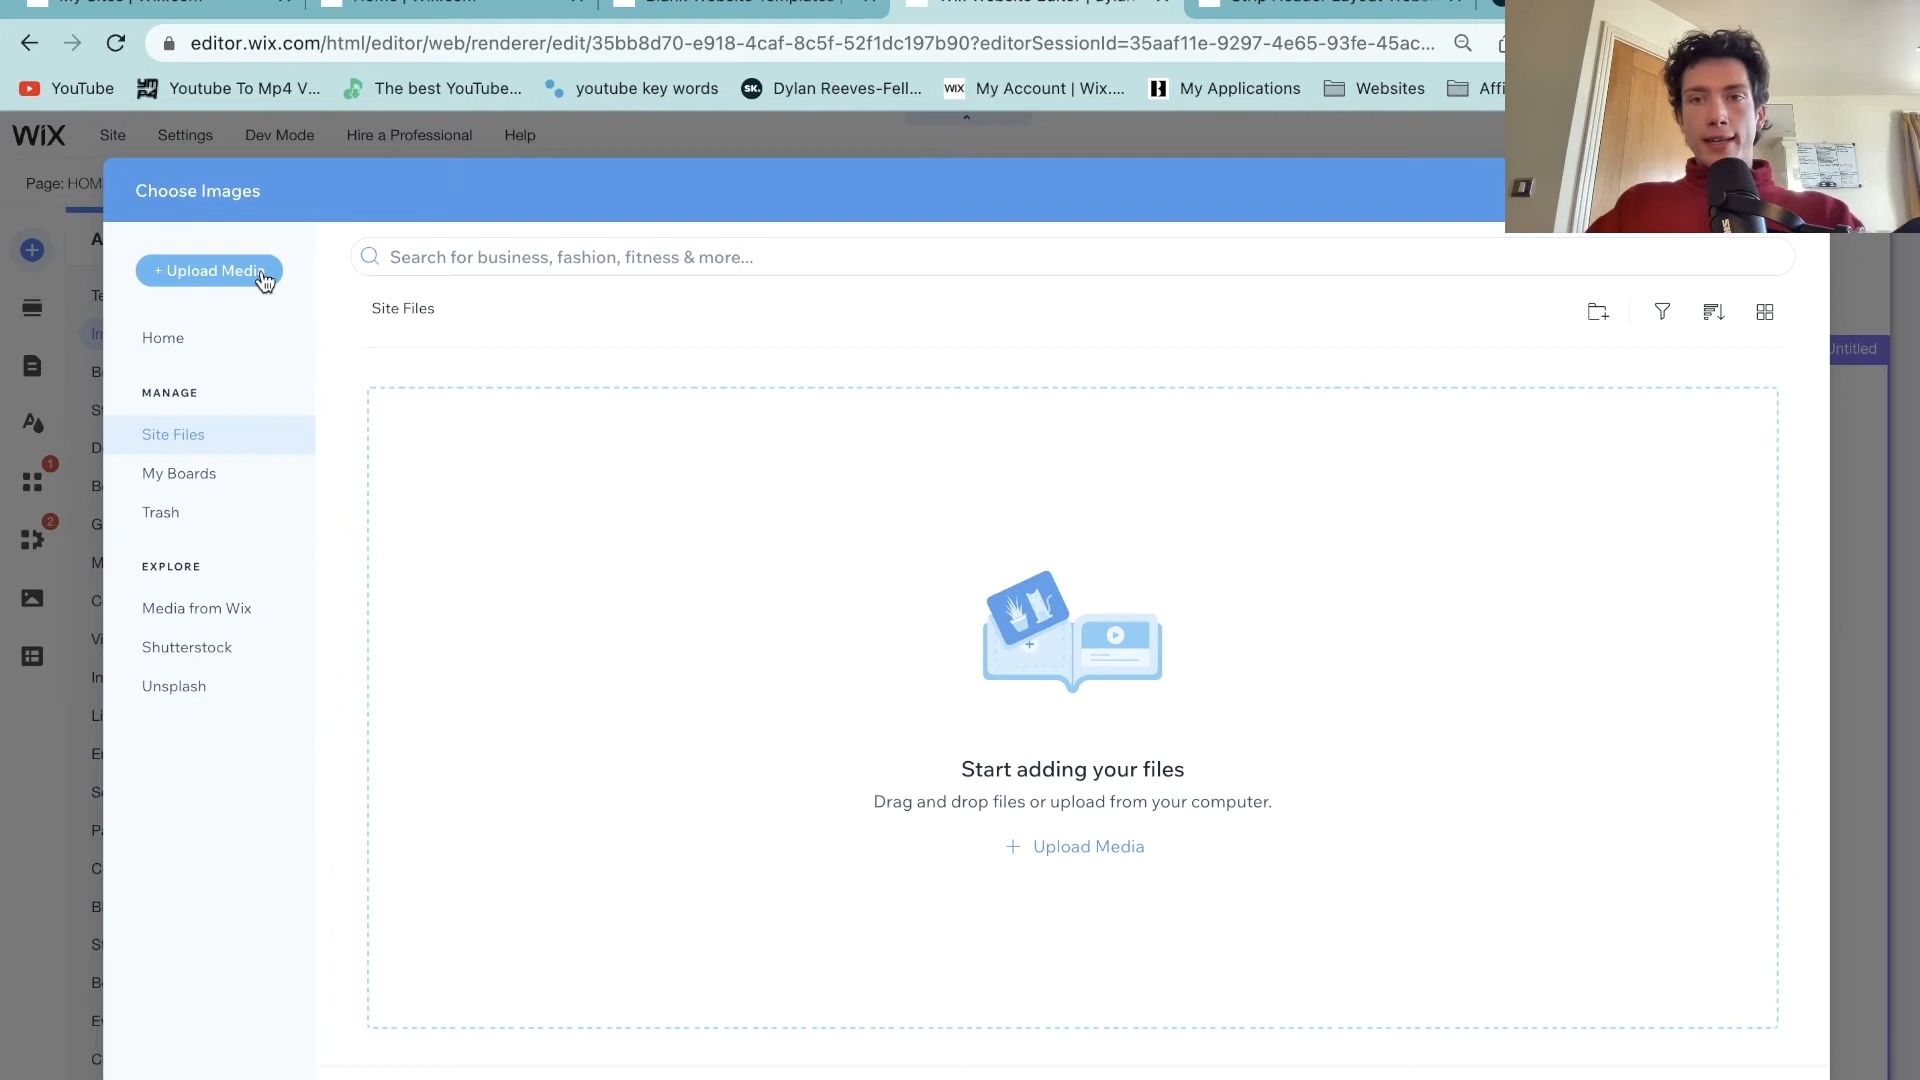 editor.wix.com/html/editor/web/renderer/edit/35bb8d70-e918-4caf-8c5f-52f1dc197b90?editorSessionId=35aaf11e-9297-4e65-93fe-45ac...
YouTube
Youtube To Mp4 V...
The best YouTube...
youtube key words
Dylan Reeves-Fell...
My Account | Wix....
My Applications
Websites
Affi
WiX Site Settings Dev Mode Hire a Professional Help
Page: HOM
Choose Images
+ Upload Media
Search for business, fashion, fitness & more...
Site Files
Home
MANAGE
Site Files
My Boards
Trash
EXPLORE
Media from Wix
Shutterstock
Unsplash
1
2
Untitled
Start adding your files
Drag and drop files or upload from your computer.
+ Upload Media